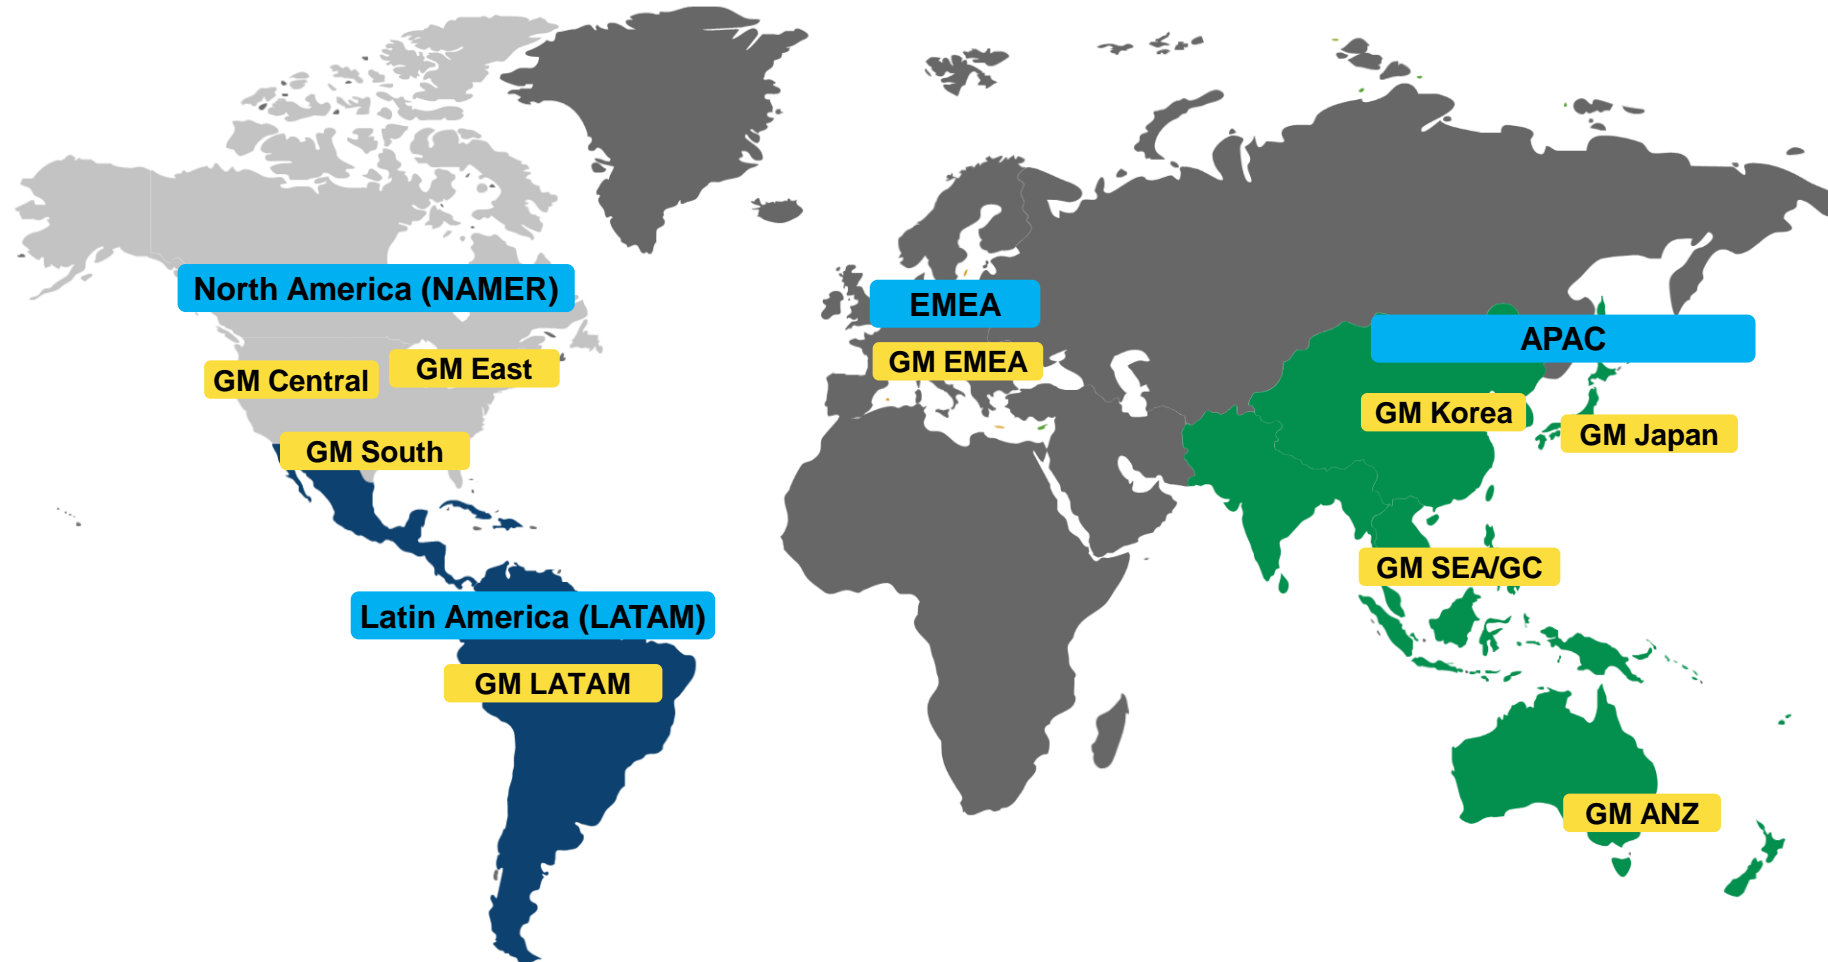 North America (NAMER)
EMEA
APAC
GM Central
GM East
GM EMEA
GM Korea
GM Japan
GM South
GM SEA/GC
Latin America (LATAM)
GM LATAM
GM ANZ